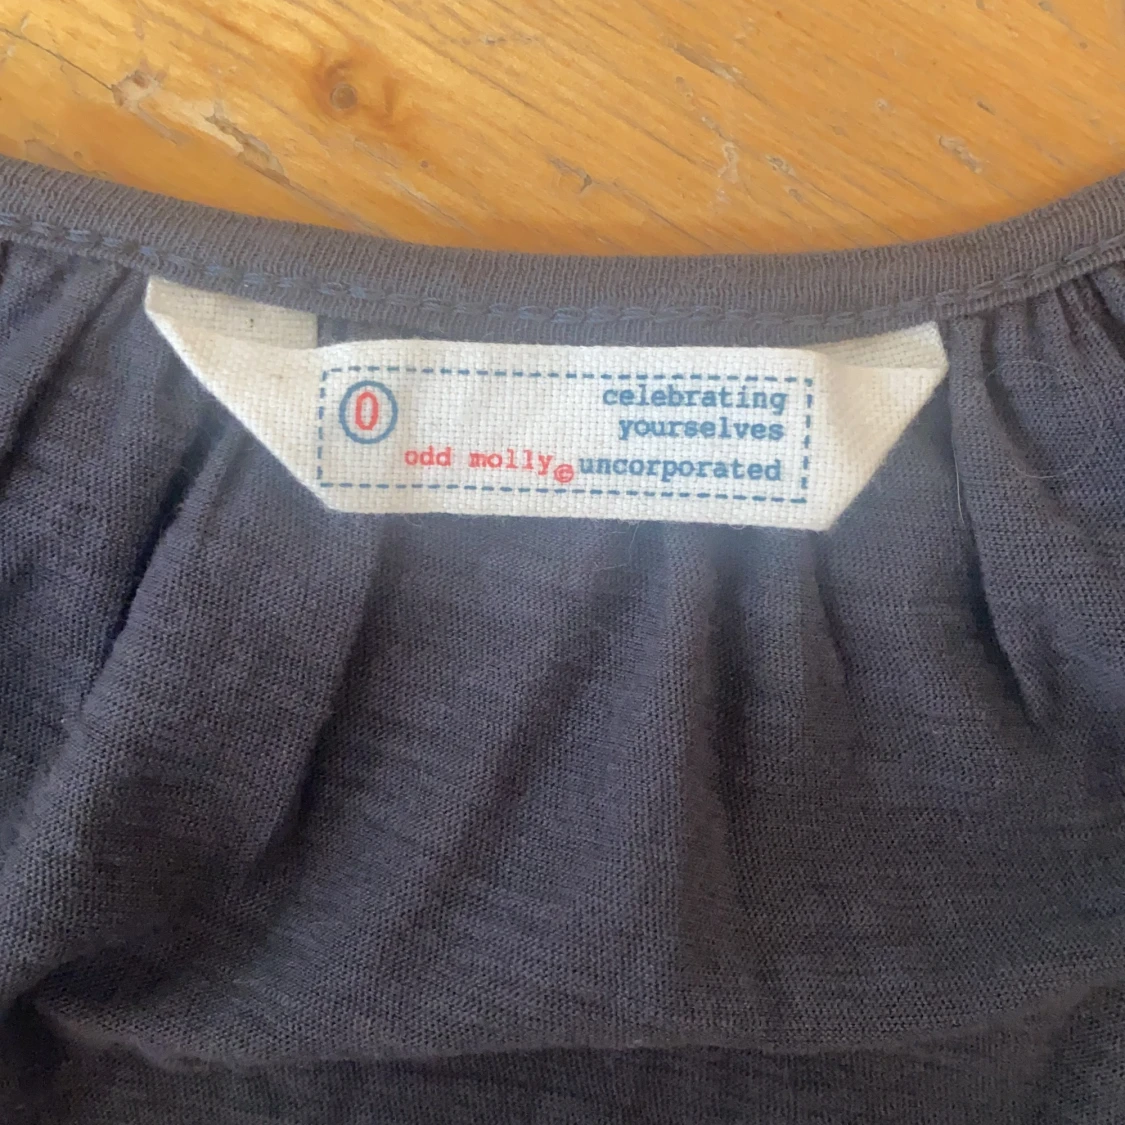 0
celebrating
yourselves
odd molly© uncorporated